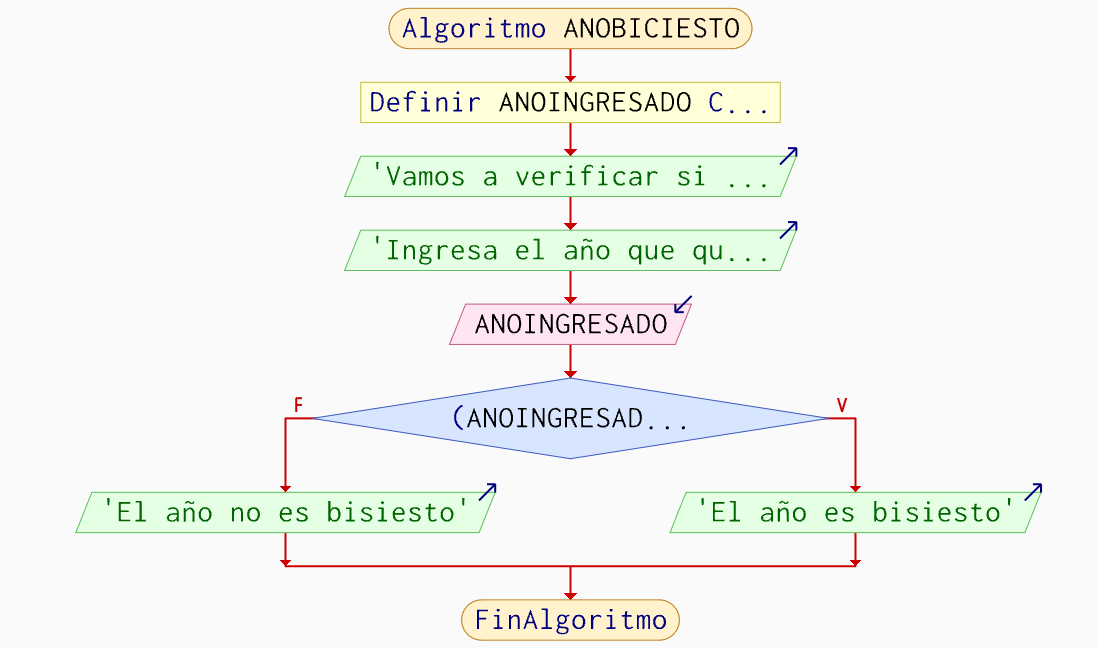 Algoritmo ANOBICIESTO
Definir ANOINGRESADO C...
'Vamos a verificar si ...
'Ingresa el año que qu...
ANOINGRESADO
(ANOINGRESAD...
F
V
'El año no es bisiesto'
'El año es bisiesto'
FinAlgoritmo